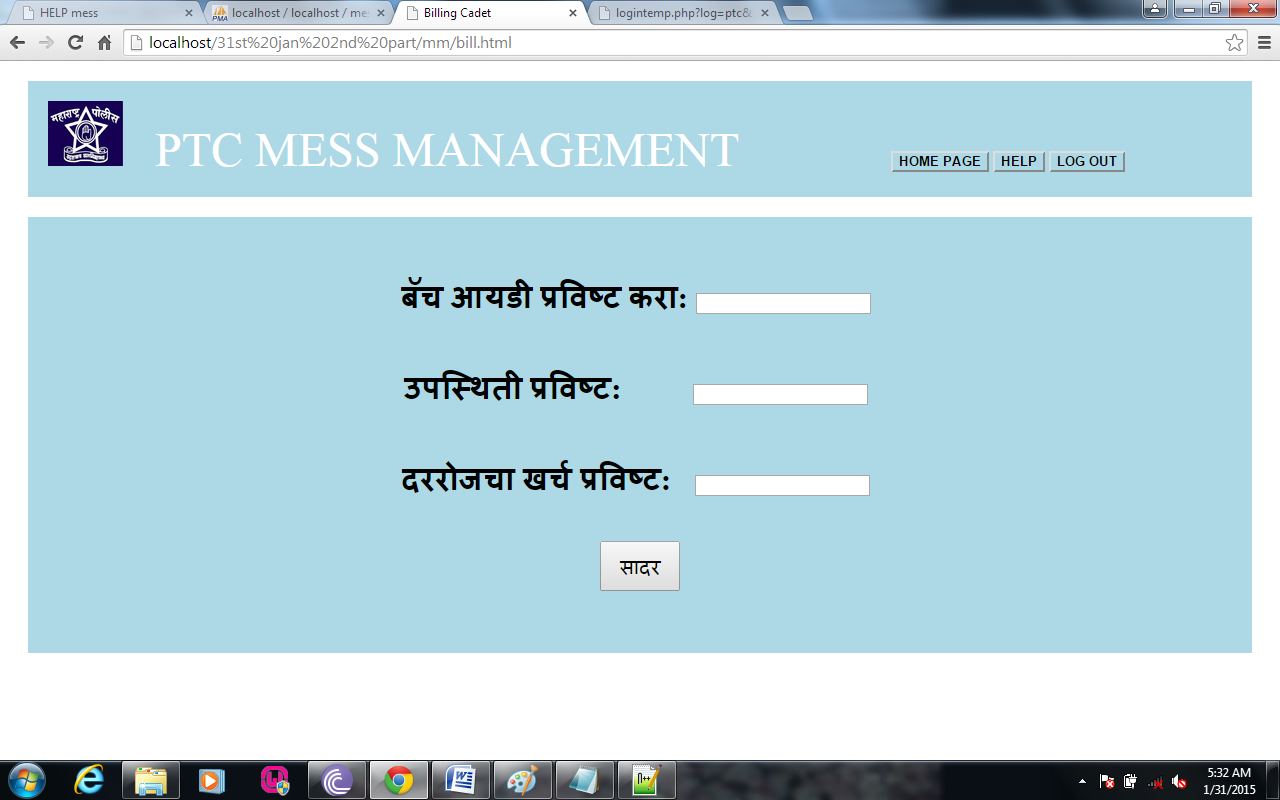 HELP mess
localhost / localhost / me
Billing Cadet
logintemp.php?log=ptc&
localhost/31st%20jan%202nd%20part/mm/bill.html
महाराष्ट्र पोलीस
PTC MESS MANAGEMENT
HOME PAGE HELP LOG OUT
बॅच आयडी प्रविष्ट करा:
उपस्थिती प्रविष्ट:
दररोजचा खर्च प्रविष्ट:
सादर
5:32 AM
1/31/2015